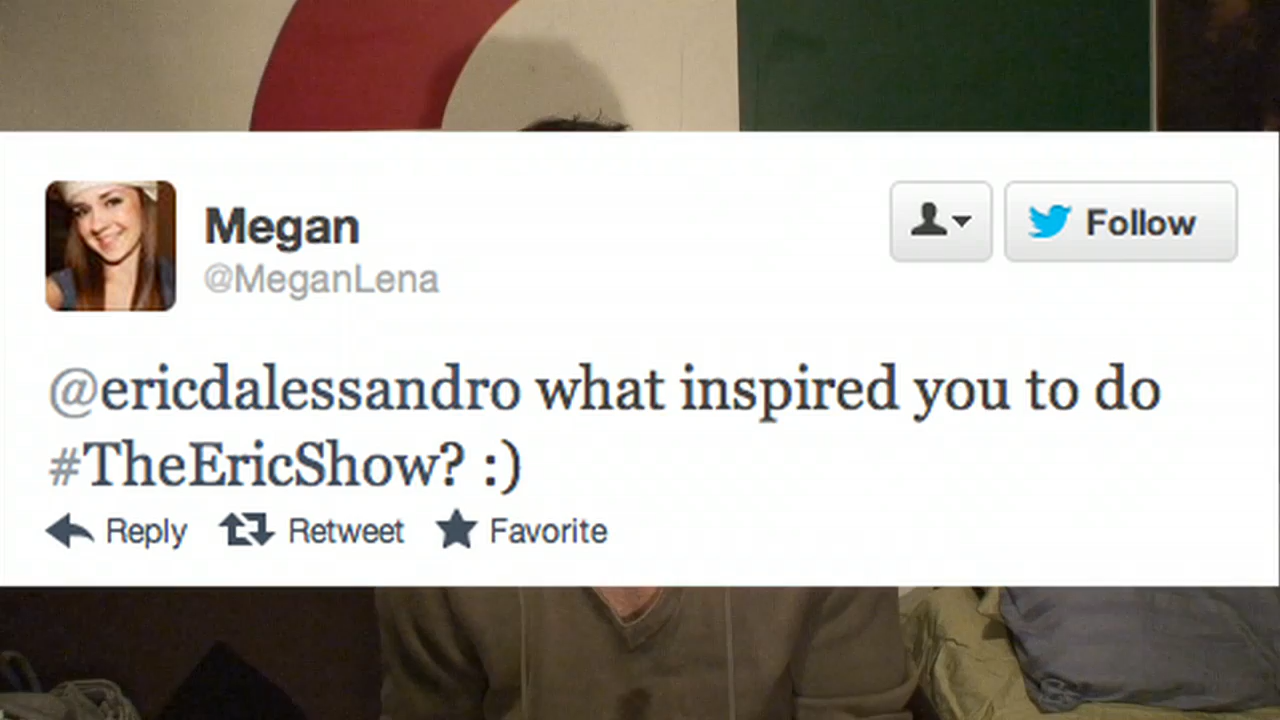 Megan
@MeganLena
Follow
@ericdalessandro what inspired you to do
#TheEricShow? :)
Reply Retweet Favorite